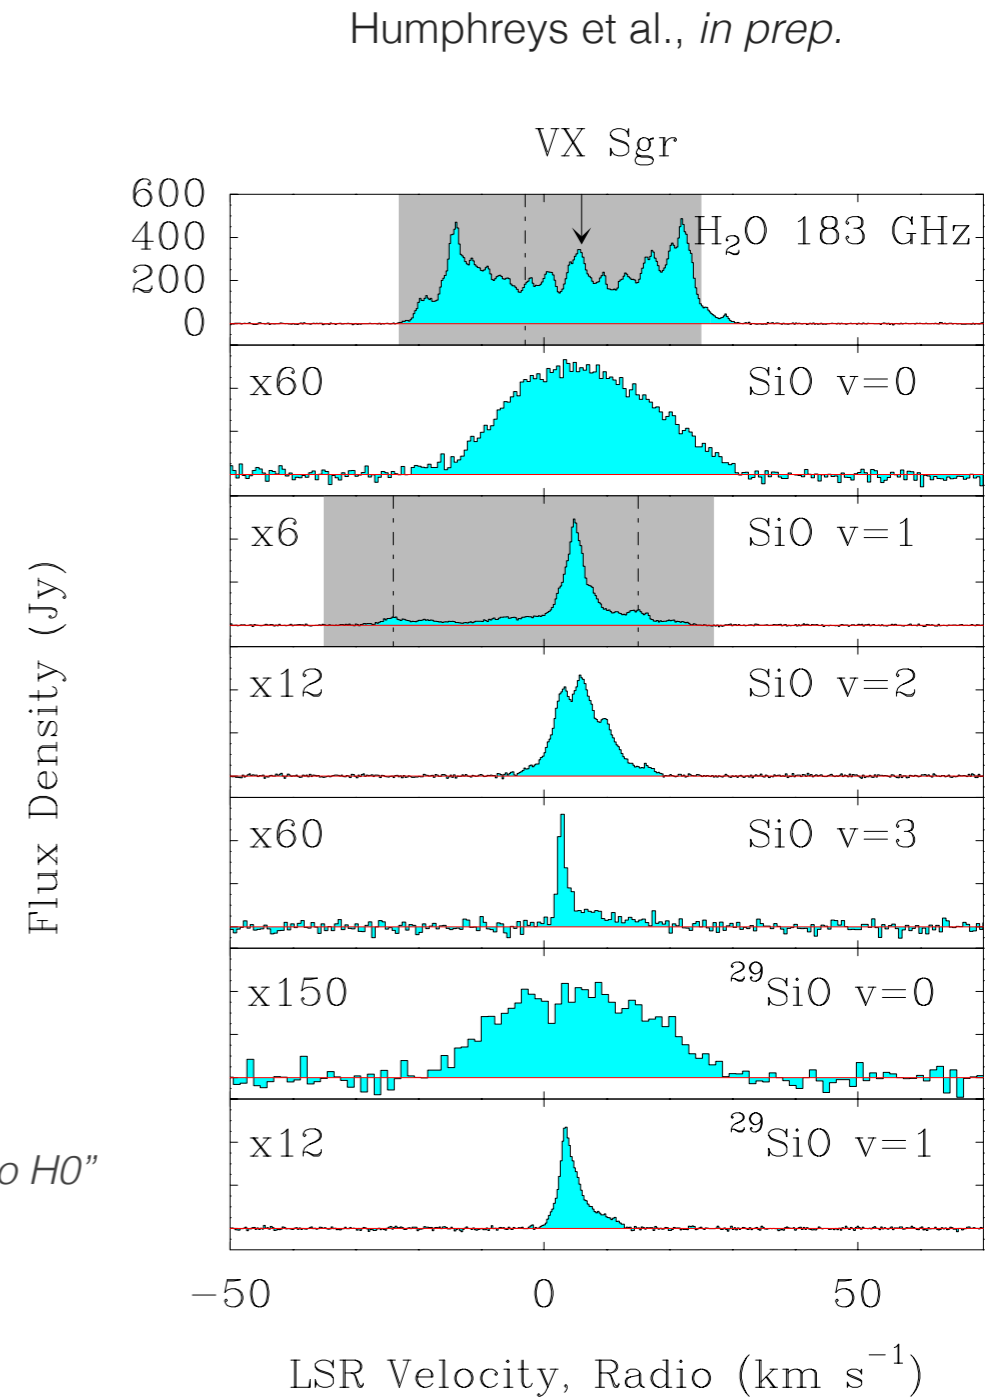 Humphreys et al., in prep.
VX Sgr
600
400
200
0
H₂O 183 GHz
x60
SiO v=0
x6
SiO v=1
x12
SiO v=2
x60
SiO v=3
x150
²⁹SiO v=0
x12
²⁹SiO v=1
Flux Density (Jy)
o H0”
−50
0
50
LSR Velocity, Radio (km s⁻¹)